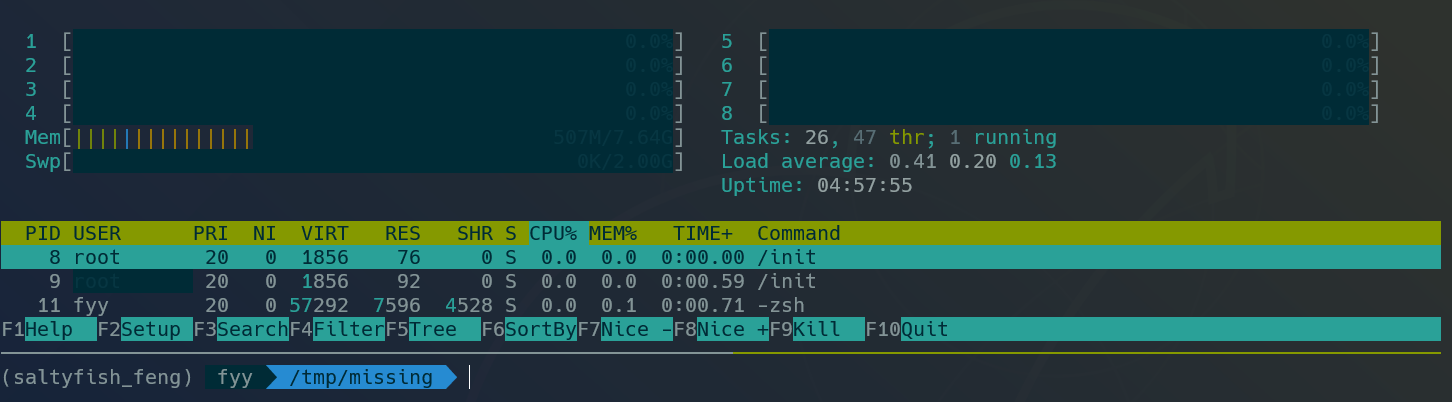 1 [ 0.0%] 5 [ 0.0%]
2 [ 0.0%] 6 [ 0.0%]
3 [ 0.0%] 7 [ 0.0%]
4 [ 0.0%] 8 [ 0.0%]
Mem[||||||||||||||| 507M/7.64G] Tasks: 26, 47 thr; 1 running
Swp[ 0K/2.00G] Load average: 0.41 0.20 0.13
Uptime: 04:57:55
PID USER PRI NI VIRT RES SHR S CPU% MEM% TIME+ Command
8 root 20 0 1856 76 0 S 0.0 0.0 0:00.00 /init
9 root 20 0 1856 92 0 S 0.0 0.0 0:00.59 /init
11 fyy 20 0 57292 7596 4528 S 0.0 0.1 0:00.71 -zsh
F1Help F2Setup F3SearchF4FilterF5Tree F6SortByF7Nice -F8Nice +F9Kill F10Quit
(saltyfish_feng) fyy /tmp/missing